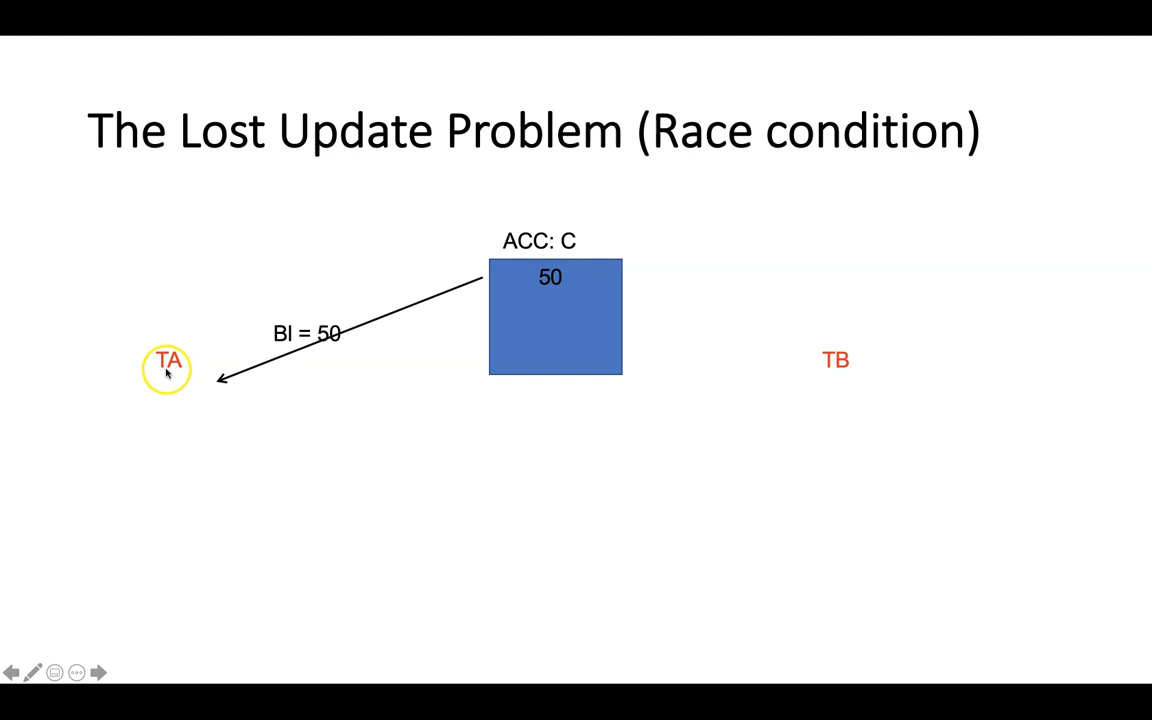 The Lost Update Problem (Race condition)
ACC: C
50
Bl = 50
TA
TB